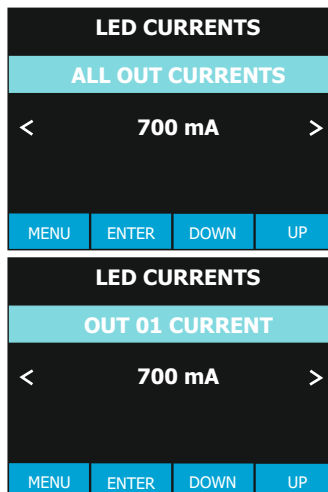 LED CURRENTS
ALL OUT CURRENTS
< 700 mA >
MENU ENTER DOWN UP
LED CURRENTS
OUT 01 CURRENT
< 700 mA >
MENU ENTER DOWN UP